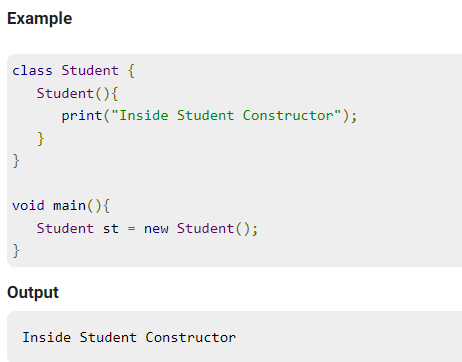 Example
class Student {
   Student(){
      print("Inside Student Constructor");
   }
}
void main(){
   Student st = new Student();
}
Output
Inside Student Constructor